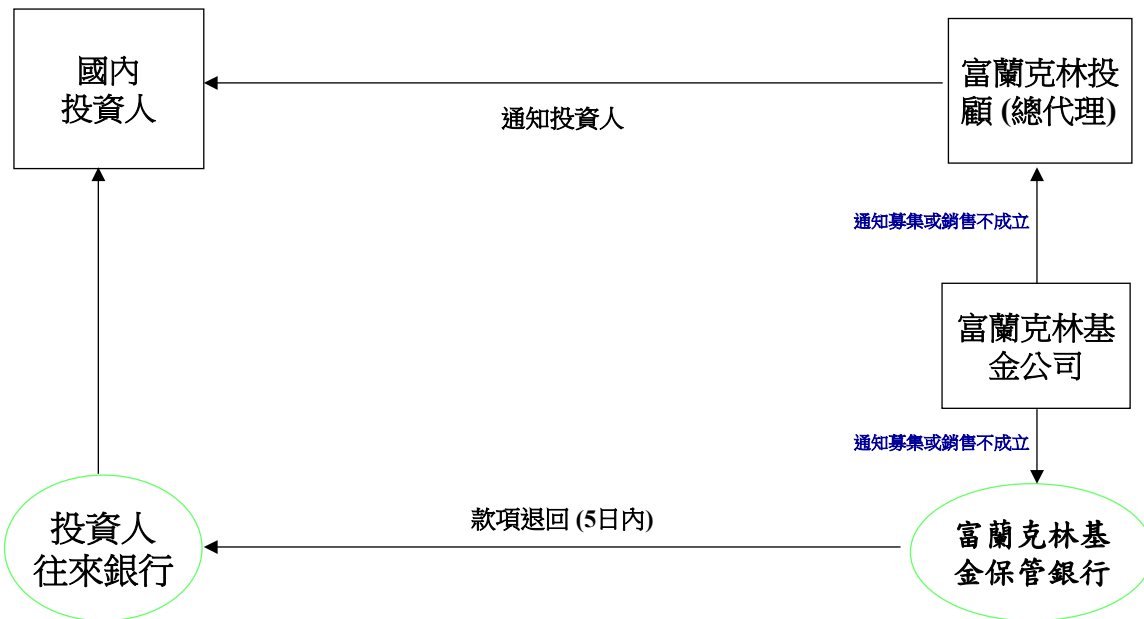 國內
投資人
富蘭克林投
顧 (總代理)
通知投資人
通知募集或銷售不成立
富蘭克林基
金公司
通知募集或銷售不成立
投資人
往來銀行
款項退回 (5日內)
富蘭克林基
金保管銀行